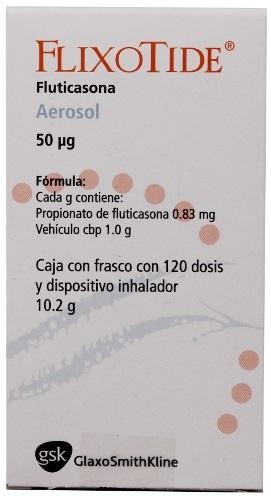 FLIXOTIDE®
Fluticasona
Aerosol
50 µg
Fórmula:
Cada g contiene:
Propionato de fluticasona 0.83 mg
Vehículo cbp 1.0 g
Caja con frasco con 120 dosis
y dispositivo inhalador
10.2 g
gsk GlaxoSmithKline